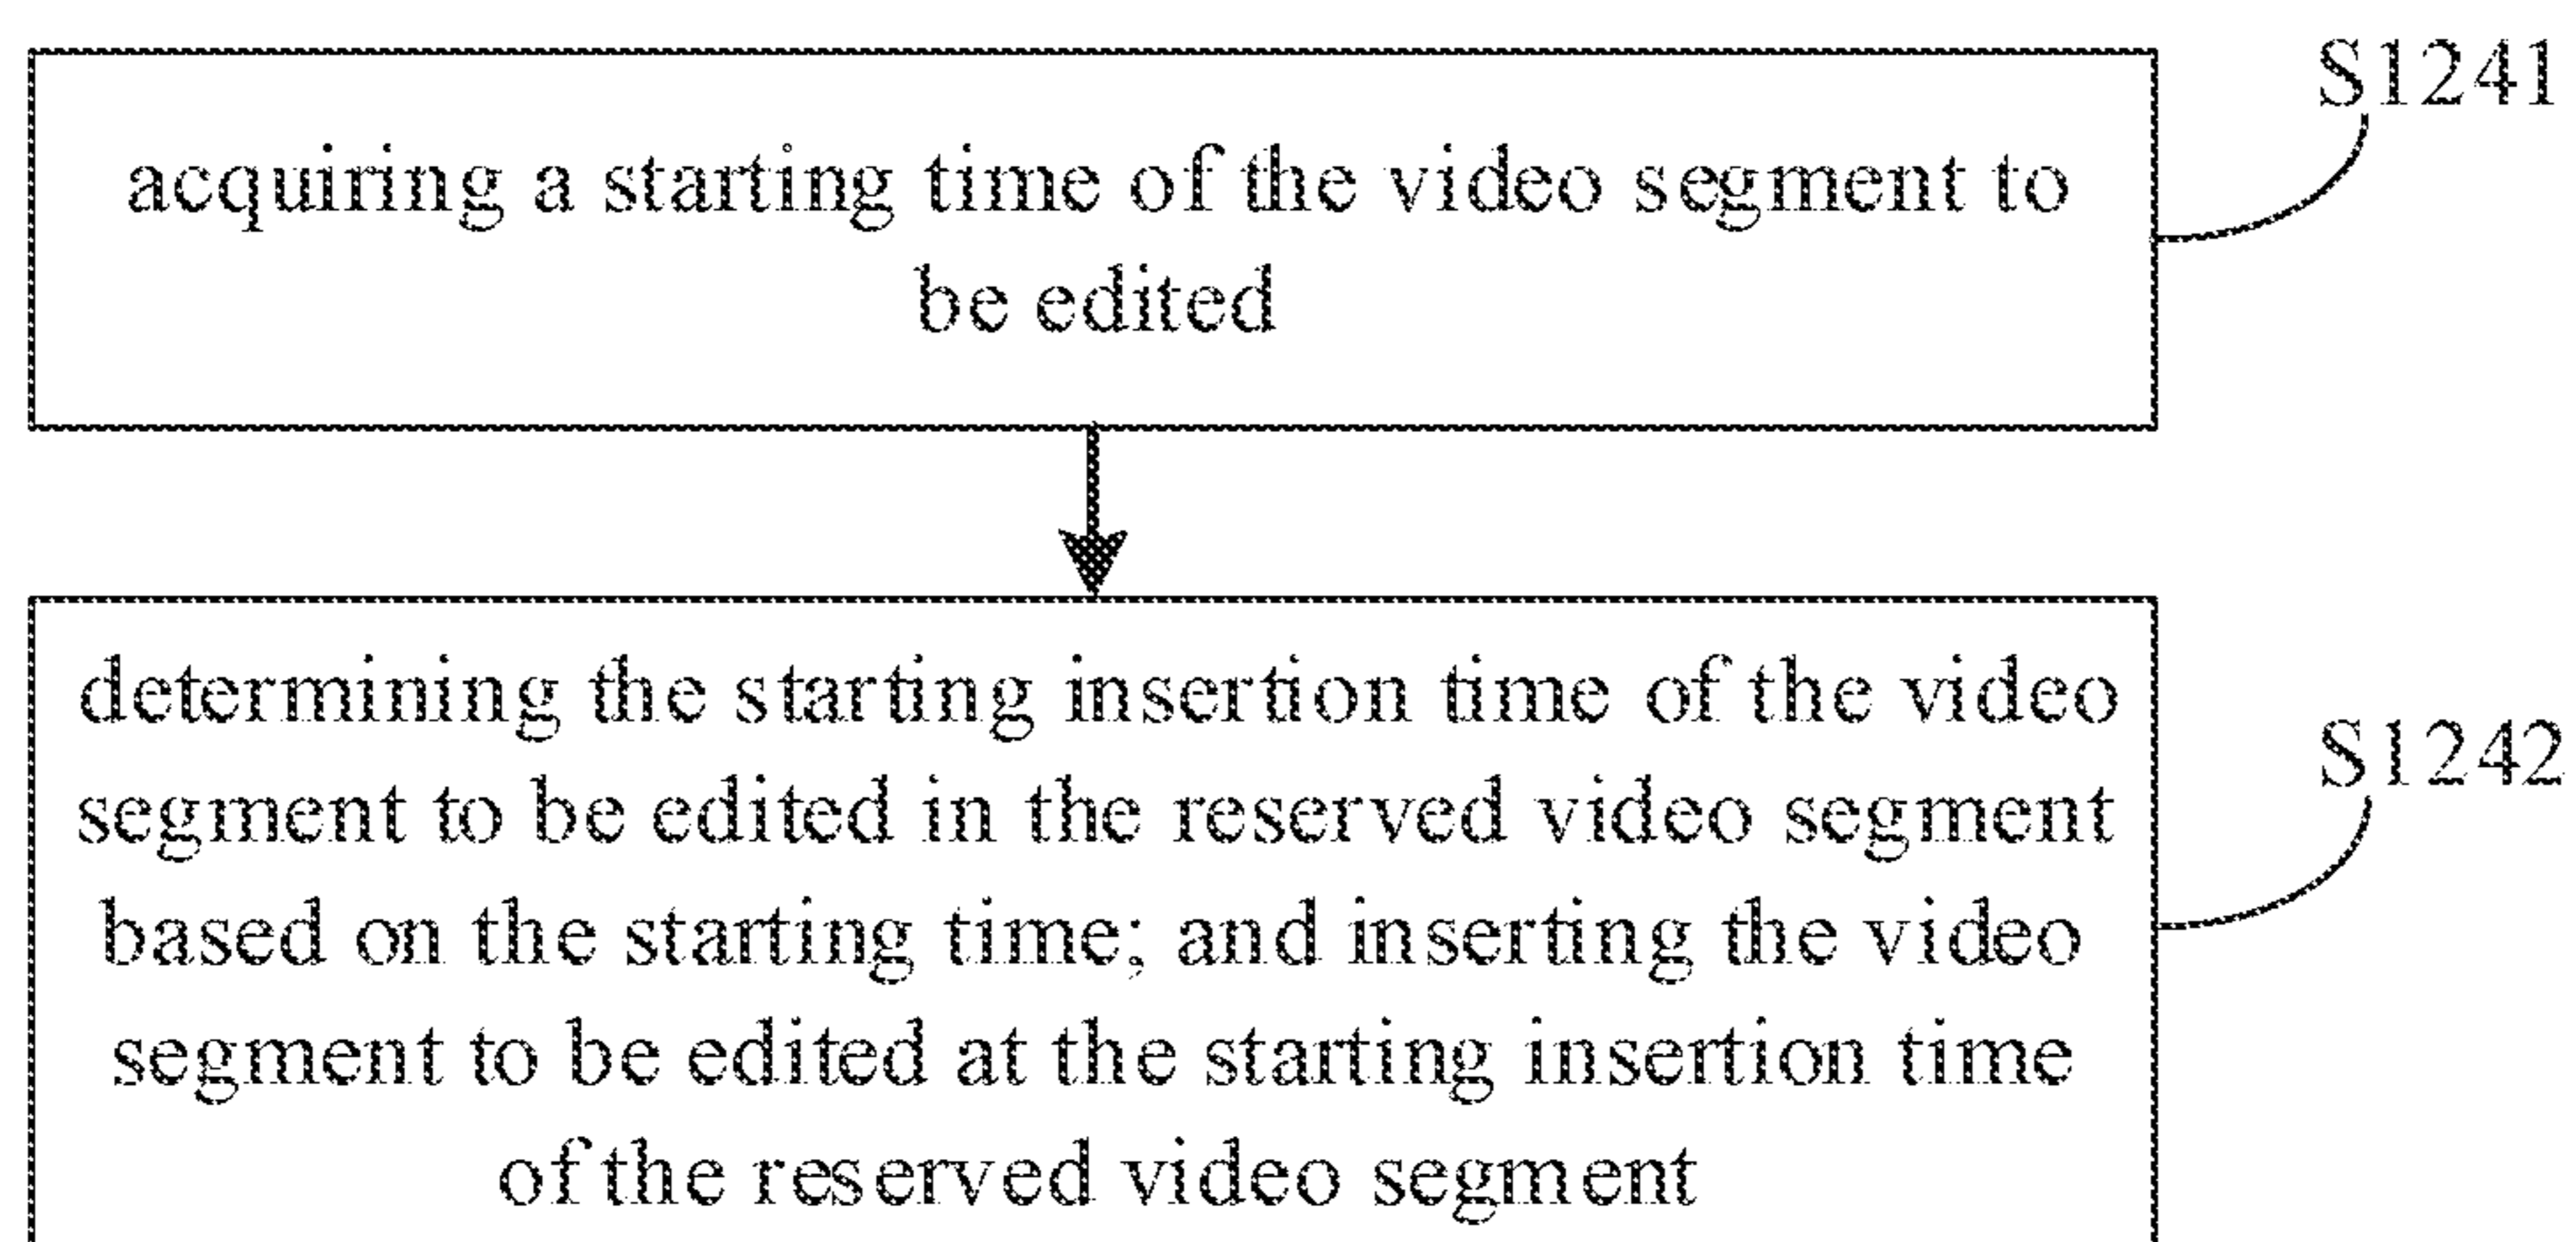 S1241
acquiring a starting time of the video segment to
be edited
determining the starting insertion time of the video
segment to be edited in the reserved video segment
S1242
based on the starting time; and inserting the video
segment to be edited at the starting insertion time
of the reserved video segment